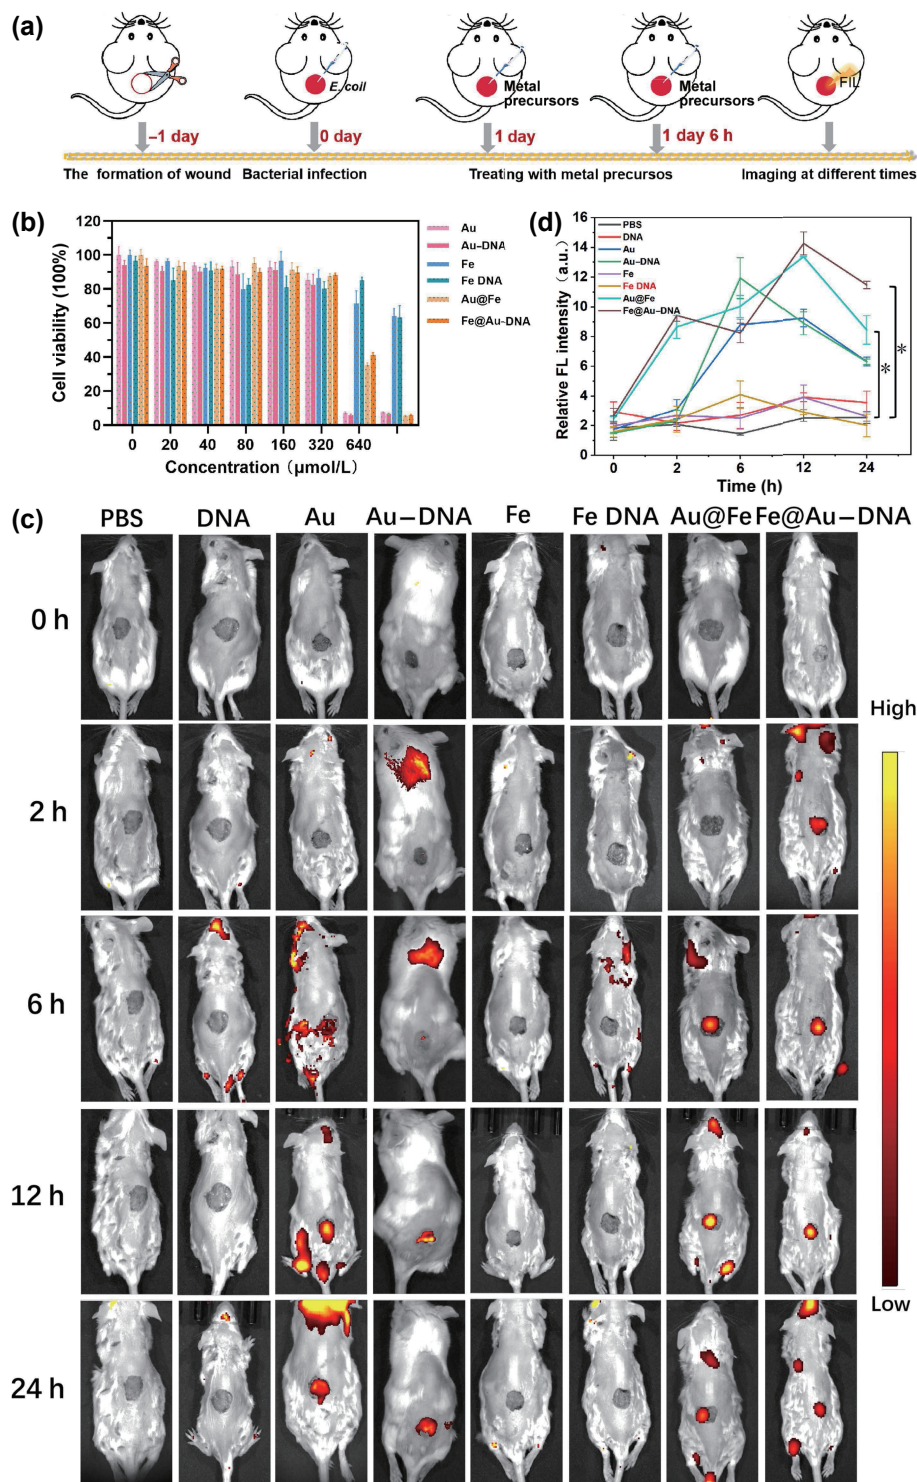 (a)
E. coil
Metal
precursors
Metal
precursors
FIL
–1 day
0 day
1 day
1 day 6 h
The formation of wound
Bacterial infection
Treating with metal precursos
Imaging at different times
(b)
Cell viability (100%)
120
100
80
60
40
20
0
0
20
40
80
160
320
640
Concentration (μmol/L)
Au
Au–DNA
Fe
Fe DNA
Au@Fe
Fe@Au–DNA
(d)
Relative FL intensity (a.u.)
16
14
12
10
8
6
4
2
0
0
2
6
12
24
Time (h)
PBS
DNA
Au
Au–DNA
Fe
Fe DNA
Au@Fe
Fe@Au–DNA
*
*
(c)
PBS
DNA
Au
Au–DNA
Fe
Fe DNA
Au@Fe
Fe@Au–DNA
0 h
2 h
6 h
12 h
24 h
High
Low